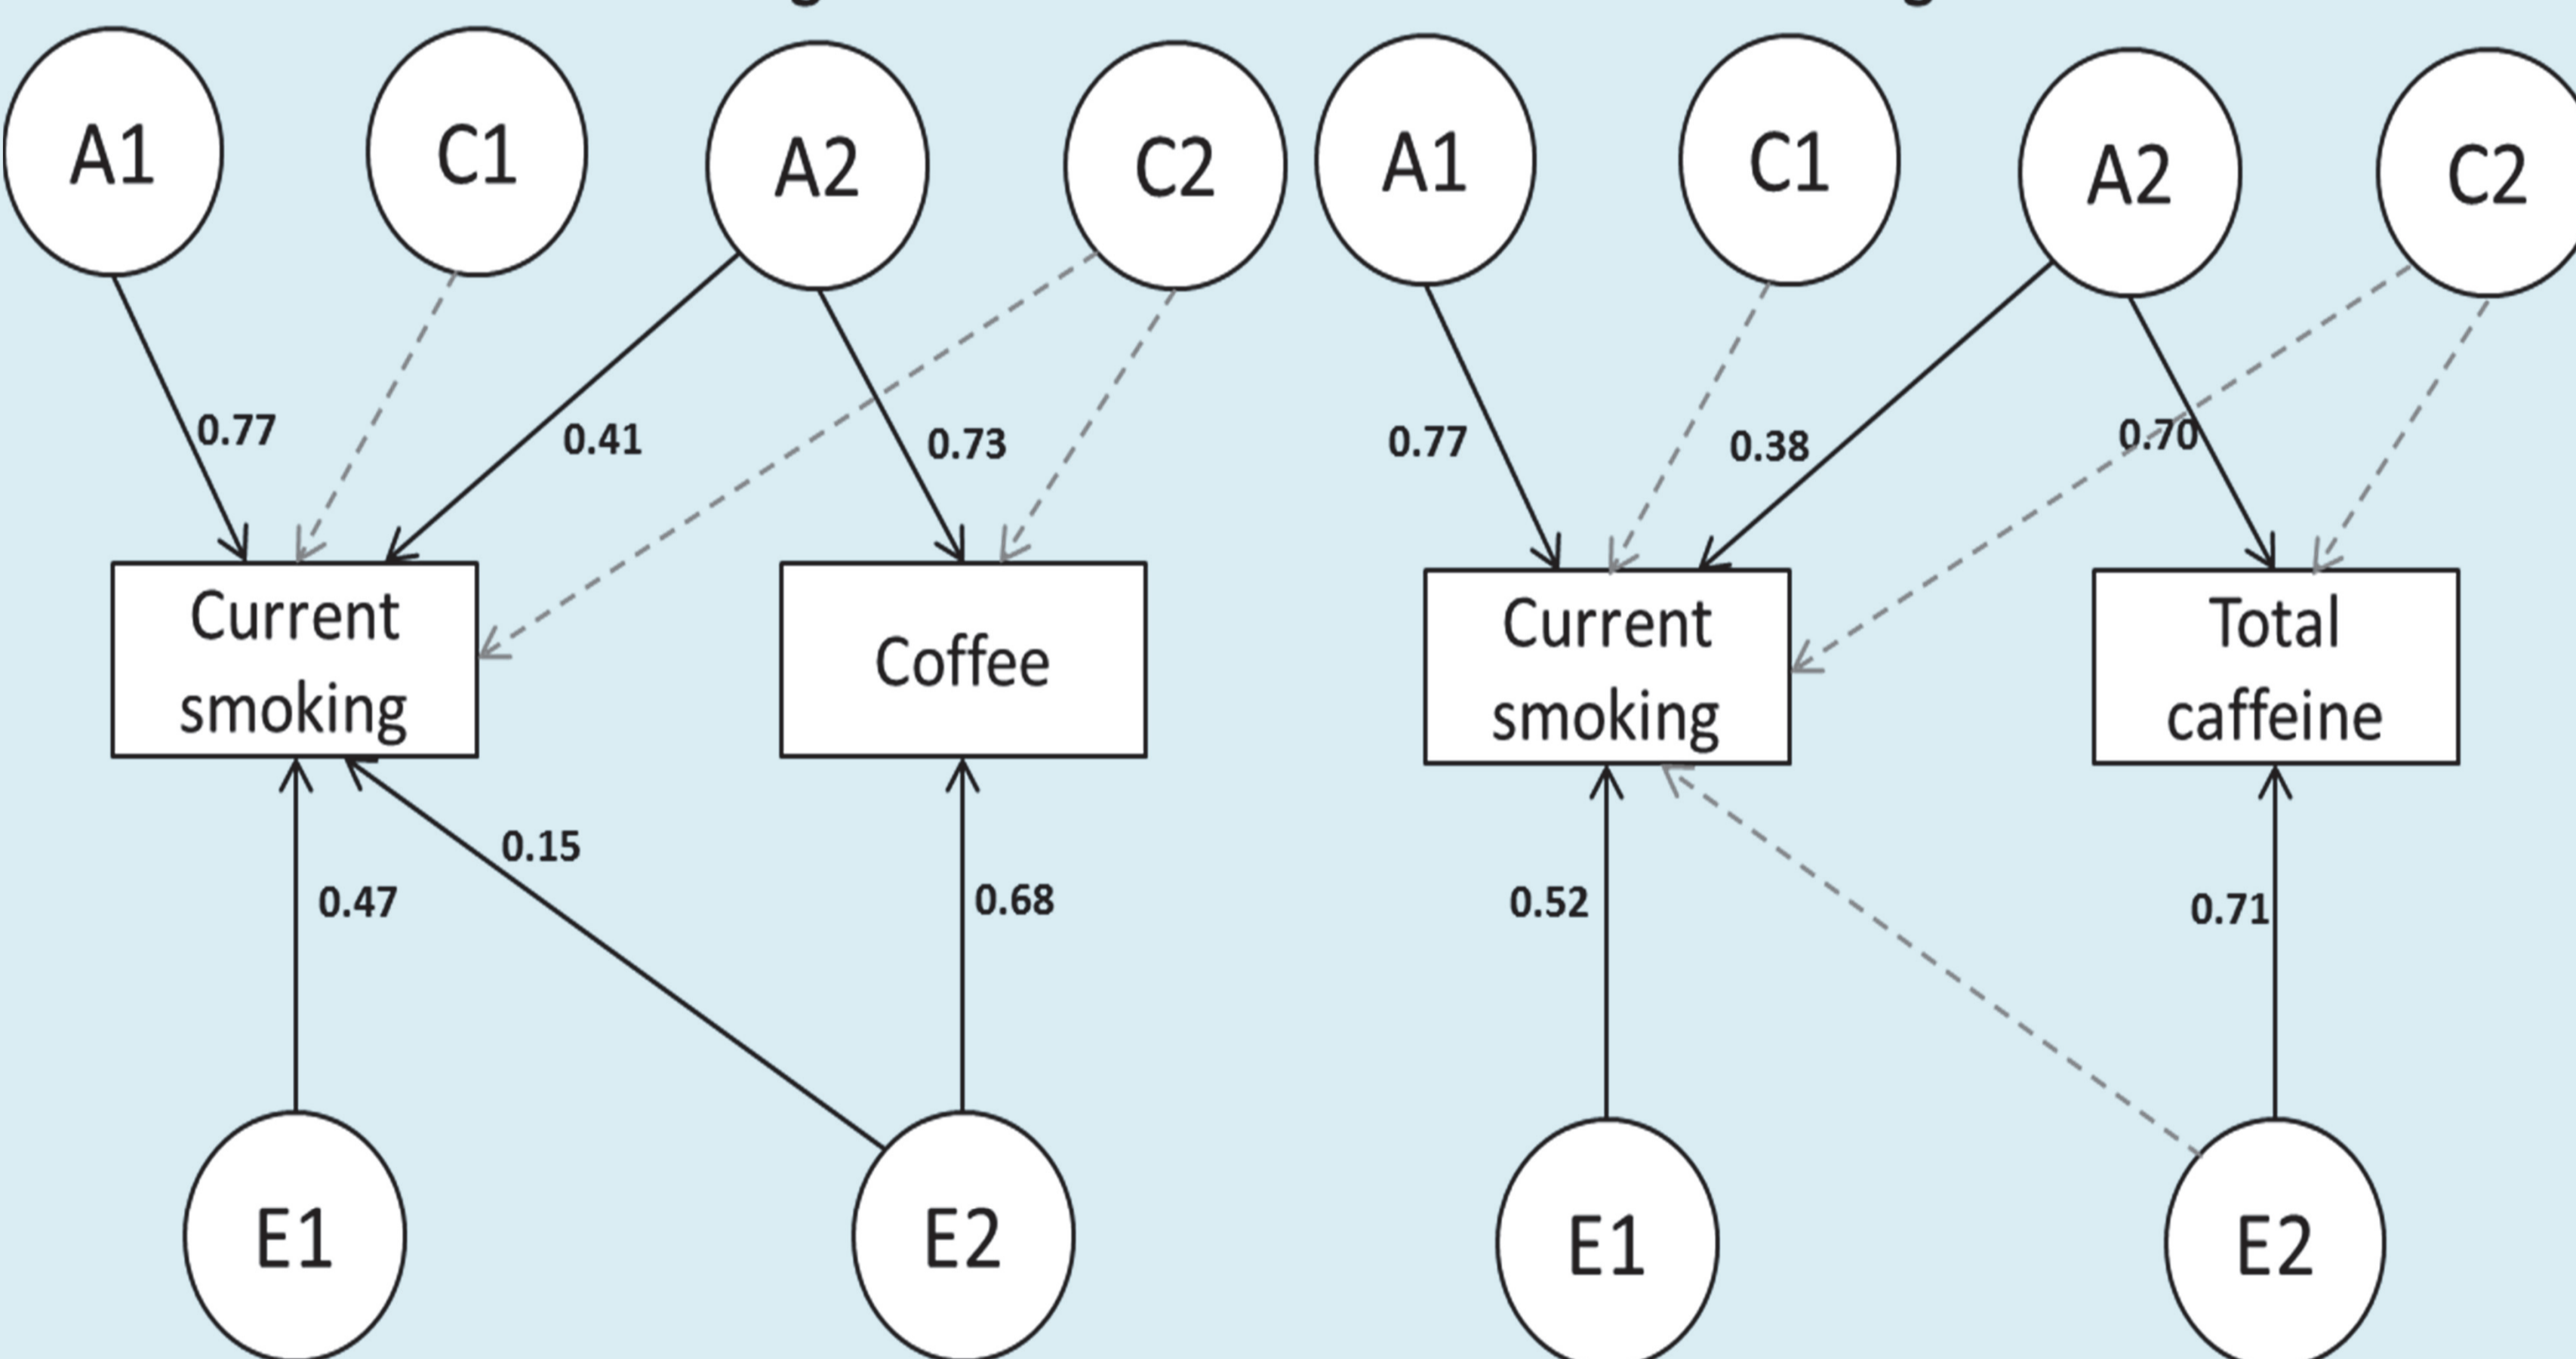 A1
C1
A2
C2
0.77
0.41
0.73
Current
smoking
Coffee
0.15
0.47
0.68
E1
E2
A1
C1
A2
C2
0.77
0.38
0.70
Current
smoking
Total
caffeine
0.52
0.71
E1
E2